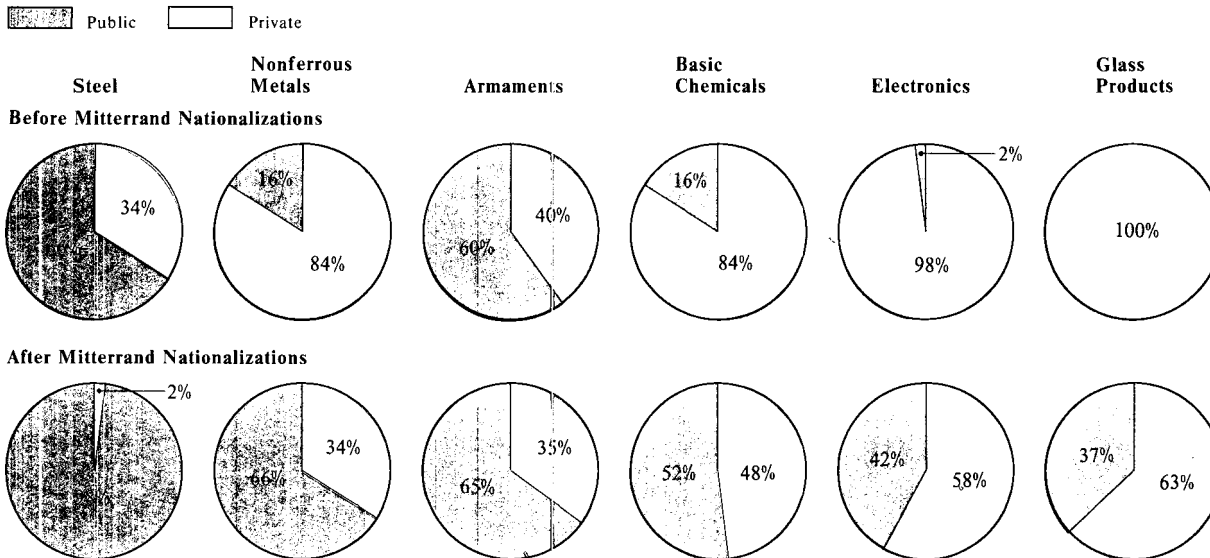 Public Private
Steel Nonferrous Metals Armaments Basic Chemicals Electronics Glass Products
Before Mitterrand Nationalizations
34% 16% 84% 60% 40% 16% 84% 2% 98% 100%
After Mitterrand Nationalizations
2% 66% 34% 65% 35% 52% 48% 42% 58% 37% 63%